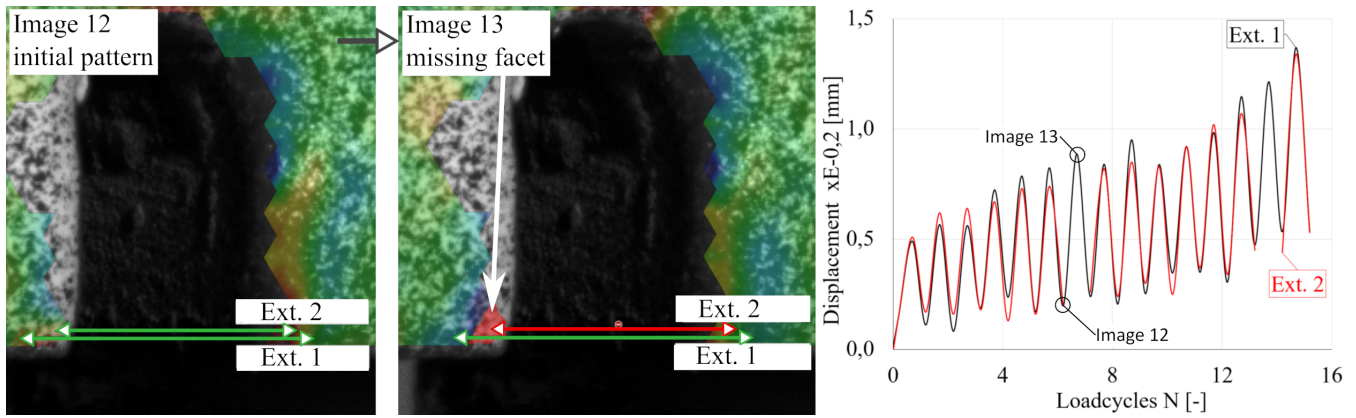 Image 12
initial pattern
Ext. 2
Ext. 1
Image 13
missing facet
Ext. 2
Ext. 1
Displacement xE-0,2 [mm]
1,5
1,0
0,5
0,0
0
4
8
12
16
Loadcycles N [-]
Ext. 1
Image 13
Image 12
Ext. 2